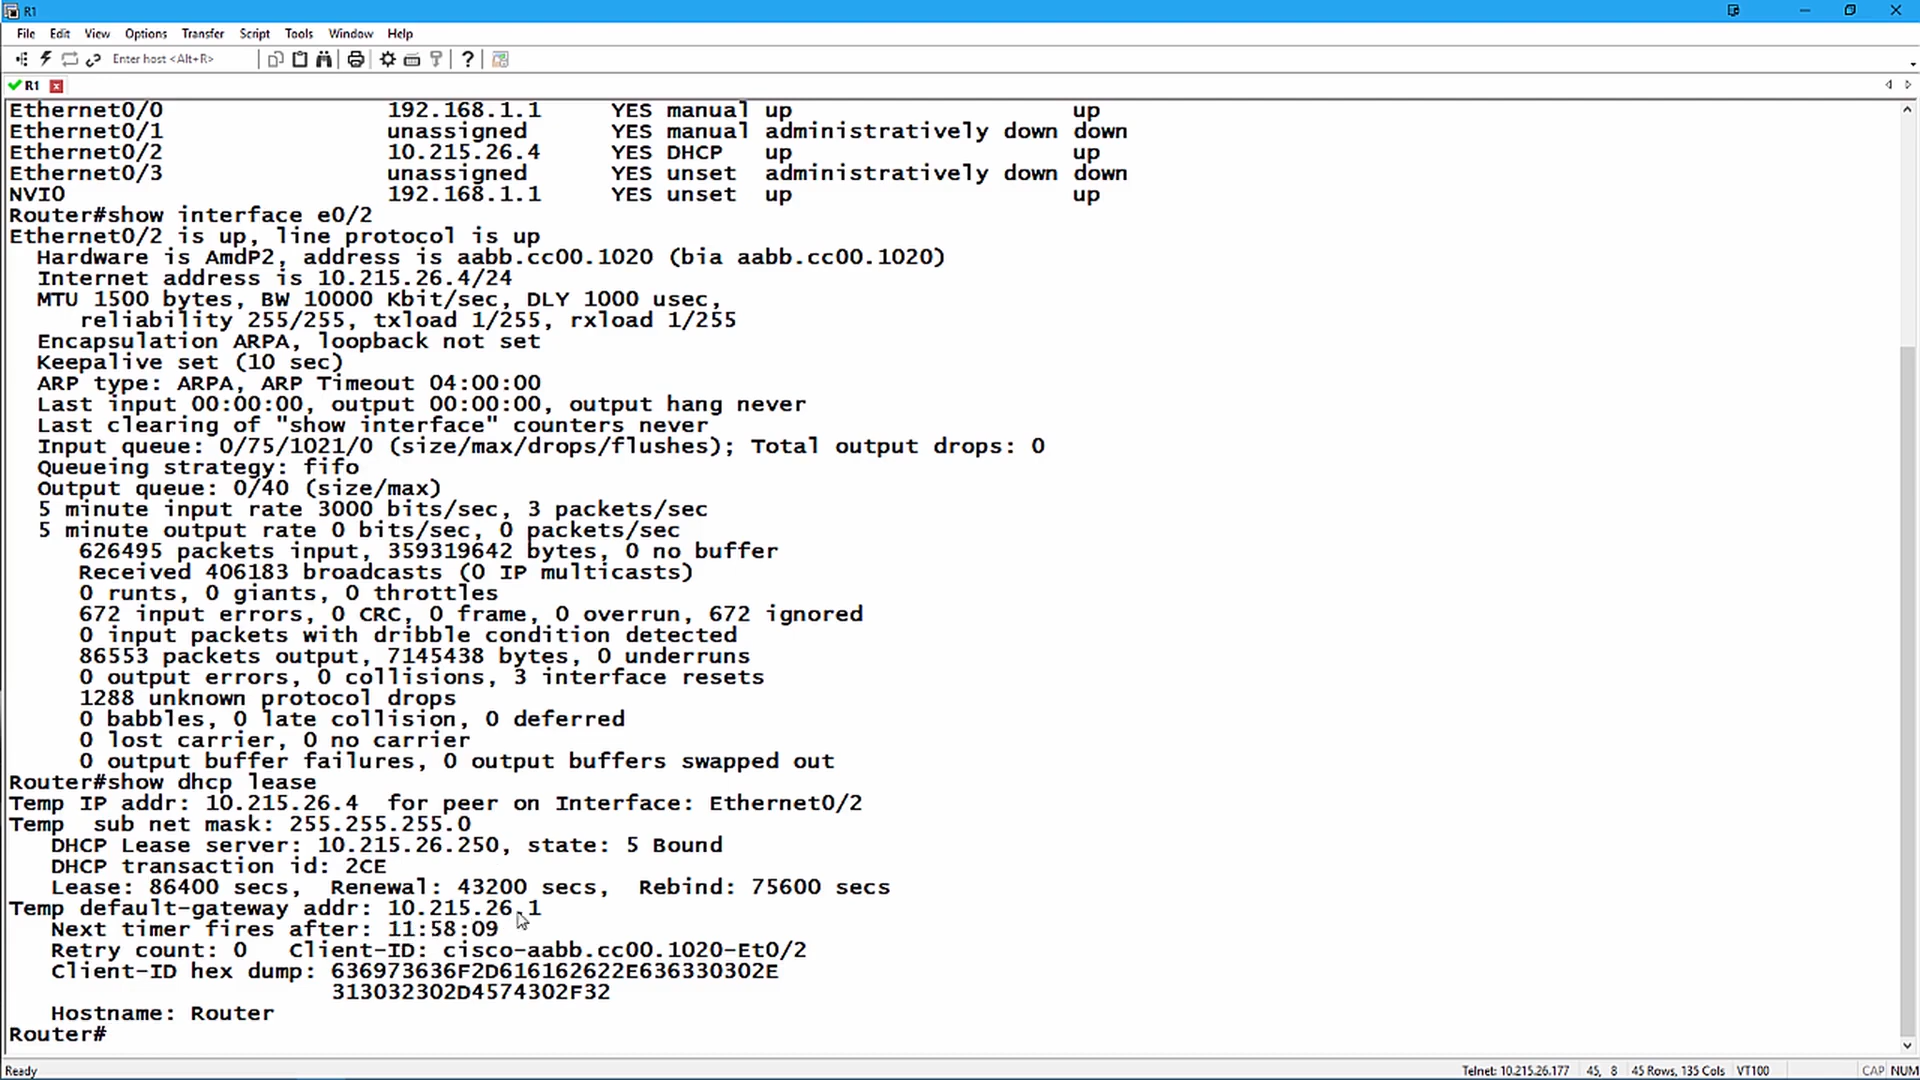 R1
File Edit View Options Transfer Script Tools Window Help
Enter host <Alt+R>
R1
Ethernet0/0 192.168.1.1 YES manual up up
Ethernet0/1 unassigned YES manual administratively down down
Ethernet0/2 10.215.26.4 YES DHCP up up
Ethernet0/3 unassigned YES unset administratively down down
NVI0 192.168.1.1 YES unset up up
Router#show interface e0/2
Ethernet0/2 is up, line protocol is up
Hardware is AmdP2, address is aabb.cc00.1020 (bia aabb.cc00.1020)
Internet address is 10.215.26.4/24
MTU 1500 bytes, BW 10000 Kbit/sec, DLY 1000 usec,
reliability 255/255, txload 1/255, rxload 1/255
Encapsulation ARPA, loopback not set
Keepalive set (10 sec)
ARP type: ARPA, ARP Timeout 04:00:00
Last input 00:00:00, output 00:00:00, output hang never
Last clearing of "show interface" counters never
Input queue: 0/75/1021/0 (size/max/drops/flushes); Total output drops: 0
Queueing strategy: fifo
Output queue: 0/40 (size/max)
5 minute input rate 3000 bits/sec, 3 packets/sec
5 minute output rate 0 bits/sec, 0 packets/sec
626495 packets input, 359319642 bytes, 0 no buffer
Received 406183 broadcasts (0 IP multicasts)
0 runts, 0 giants, 0 throttles
672 input errors, 0 CRC, 0 frame, 0 overrun, 672 ignored
0 input packets with dribble condition detected
86553 packets output, 7145438 bytes, 0 underruns
0 output errors, 0 collisions, 3 interface resets
1288 unknown protocol drops
0 babbles, 0 late collision, 0 deferred
0 lost carrier, 0 no carrier
0 output buffer failures, 0 output buffers swapped out
Router#show dhcp lease
Temp IP addr: 10.215.26.4 for peer on Interface: Ethernet0/2
Temp sub net mask: 255.255.255.0
DHCP Lease server: 10.215.26.250, state: 5 Bound
DHCP transaction id: 2CE
Lease: 86400 secs, Renewal: 43200 secs, Rebind: 75600 secs
Temp default-gateway addr: 10.215.26.1
Next timer fires after: 11:58:09
Retry count: 0 Client-ID: cisco-aabb.cc00.1020-Et0/2
Client-ID hex dump: 636973636F2D616162622E636330302E
313032302D4574302F32
Hostname: Router
Router#
Ready Telnet: 10.215.26.177 45, 8 45 Rows, 135 Cols VT100 CAP NUM